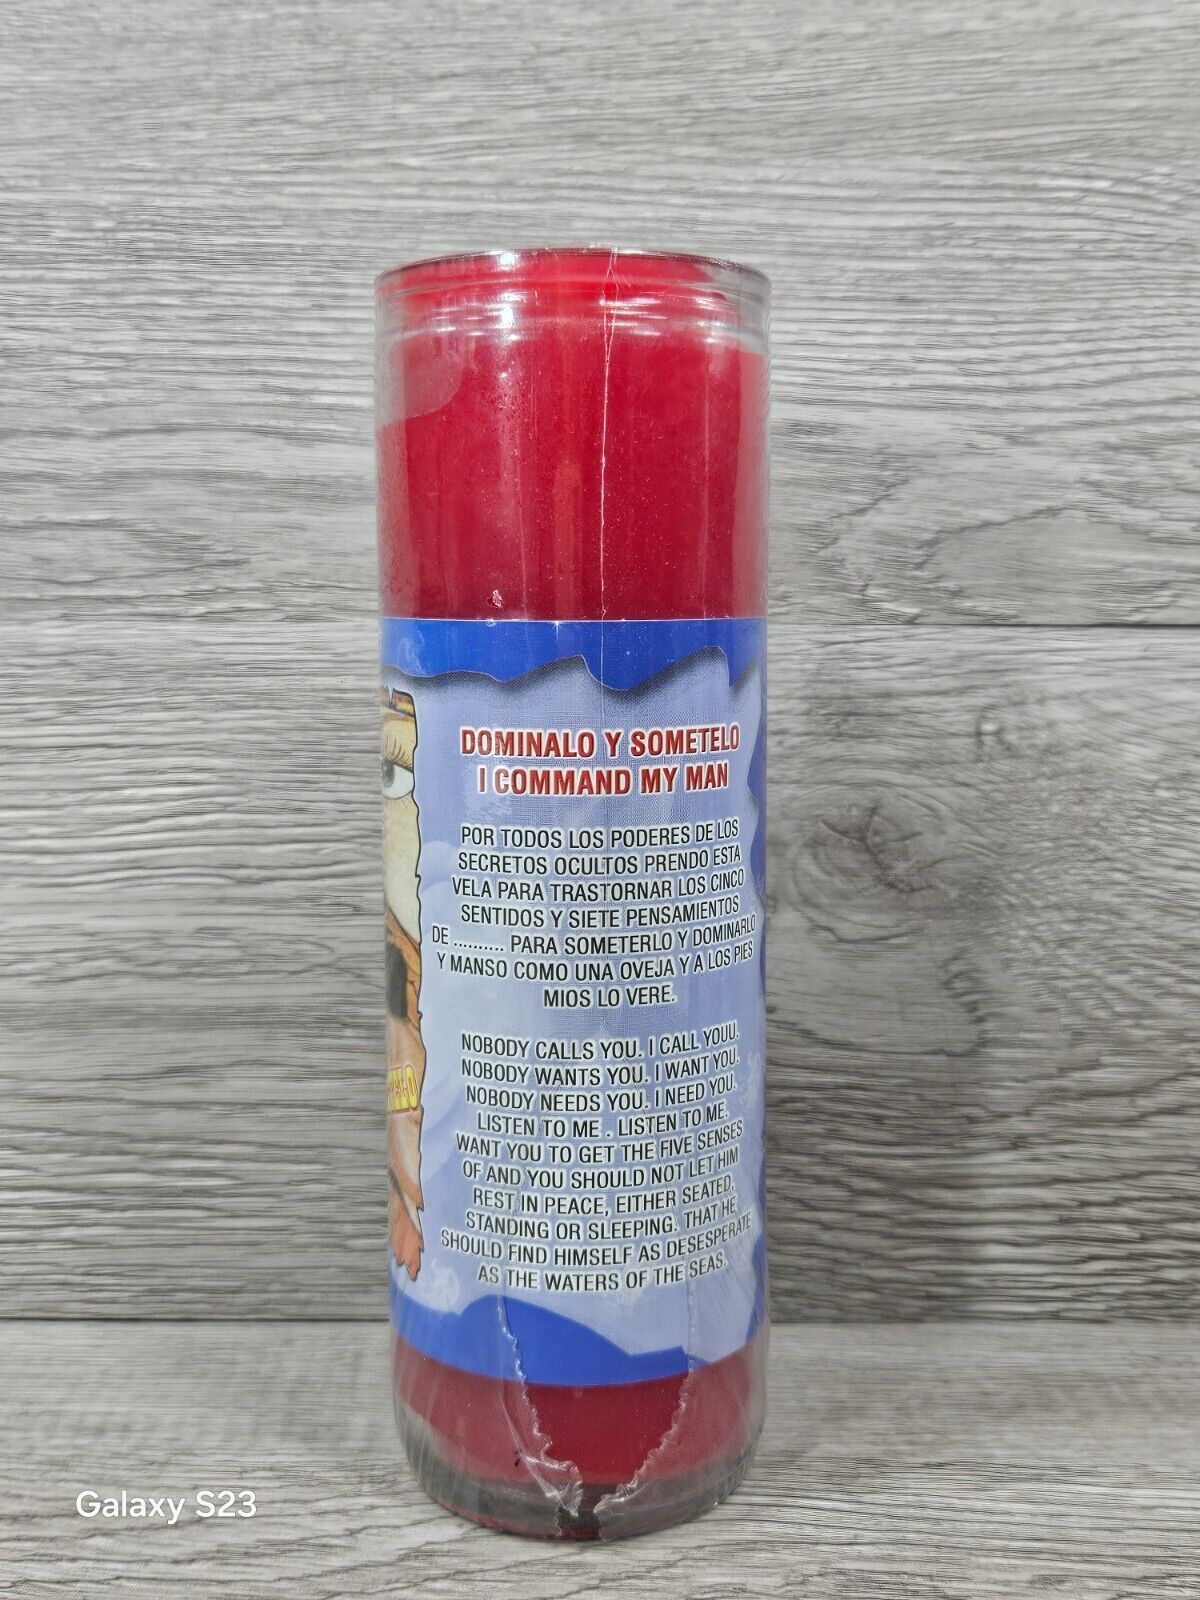 DOMINALO Y SOMETELO
I COMMAND MY MAN
POR TODOS LOS PODERES DE LOS
SECRETOS OCULTOS PRENDO ESTA
VELA PARA TRASTORNAR LOS CINCO
SENTIDOS Y SIETE PENSAMIENTOS
DE .......... PARA SOMETERLO Y DOMINARLO
Y MANSO COMO UNA OVEJA Y A LOS PIES
MIOS LO VERE.
NOBODY CALLS YOU. I CALL YOUU.
NOBODY WANTS YOU. I WANT YOU.
NOBODY NEEDS YOU. I NEED YOU.
LISTEN TO ME . LISTEN TO ME.
WANT YOU TO GET THE FIVE SENSES
OF AND YOU SHOULD NOT LET HIM
REST IN PEACE, EITHER SEATED,
STANDING OR SLEEPING. THAT HE
SHOULD FIND HIMSELF AS DESESPERATE
AS THE WATERS OF THE SEAS.
Galaxy S23